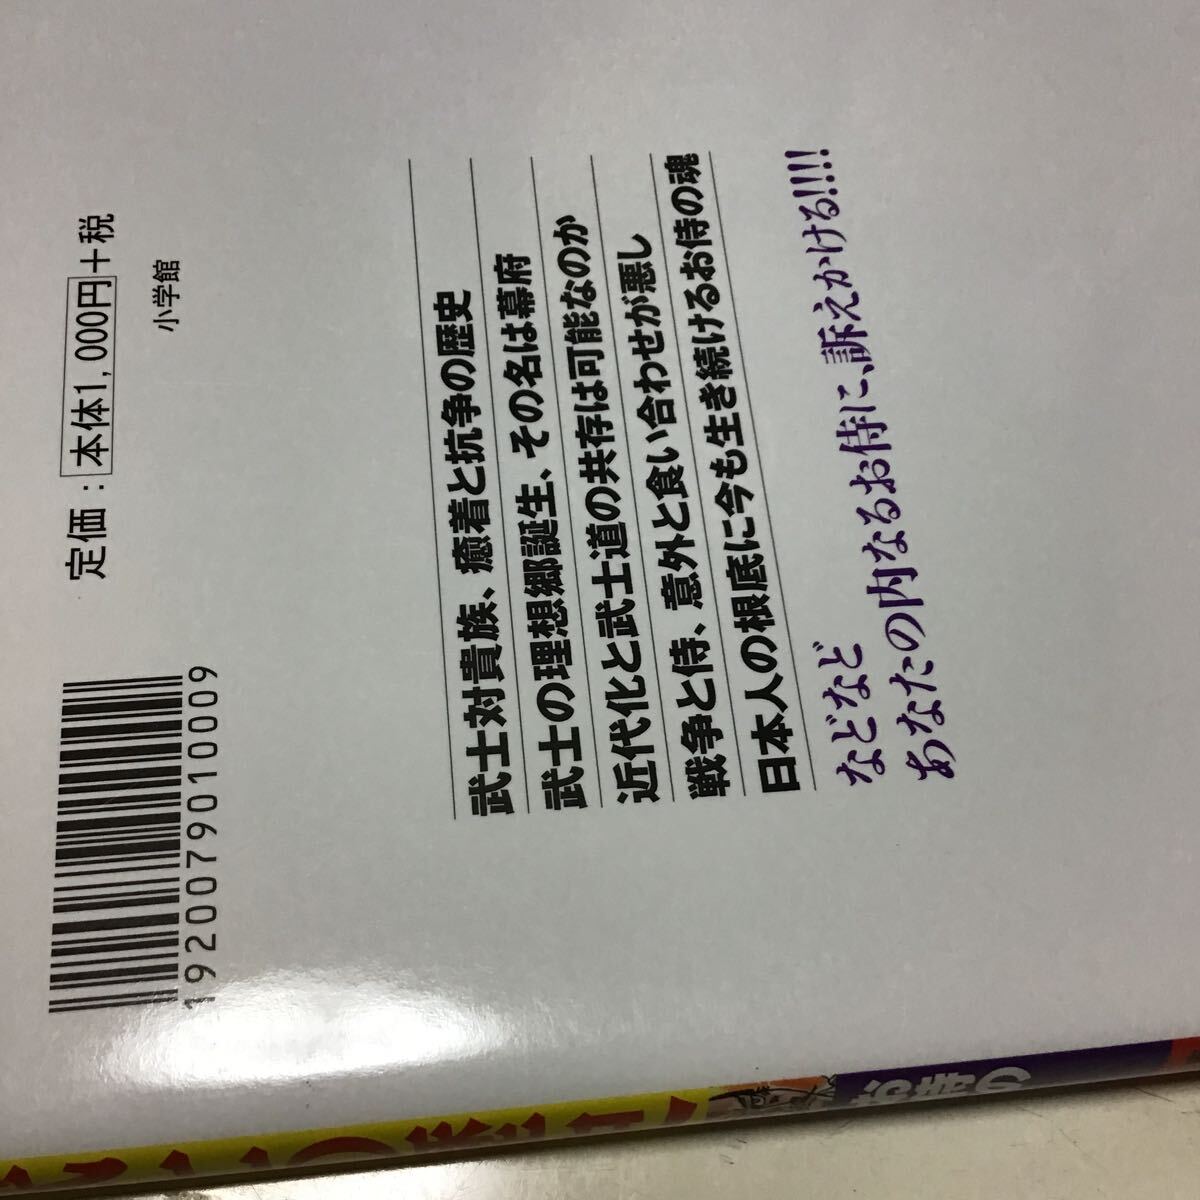 武士対貴族、癒着と抗争の歴史
武士の理想郷誕生、その名は幕府
近代化と武士道の共存は可能なのか
戦争と侍、意外と食い合わせが悪し
日本人の根底に今も生き続けるお侍の魂
などなど
あなたの内なるお侍に、訴えかける!!!!!
1920079010009
定価：本体1,000円＋税
小学館
お侍の